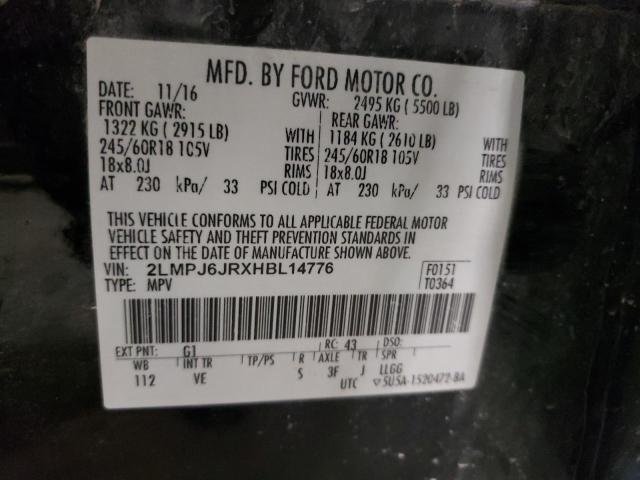 MFD. BY FORD MOTOR CO.
DATE: 11/16 GVWR: 2495 KG ( 5500 LB)
FRONT GAWR: REAR GAWR:
1322 KG ( 2915 LB) WITH 1184 KG ( 2610 LB) WITH
245/60R18 105V TIRES 245/60R18 105V TIRES
18x8.0J RIMS 18x8.0J RIMS
AT 230 kPa/ 33 PSI COLD AT 230 kPa/ 33 PSI COLD
THIS VEHICLE CONFORMS TO ALL APPLICABLE FEDERAL MOTOR
VEHICLE SAFETY AND THEFT PREVENTION STANDARDS IN
EFFECT ON THE DATE OF MANUFACTURE SHOWN ABOVE.
VIN: 2LMPJ6JRXHBL14776 F0151
TYPE: MPV T0364
EXT PNT: G1 RC: 43 DSO:
WB INT TR TP/PS R AXLE TR SPR
112 VE S 3F J LLGG
UTC ▽5USA-1520472-BA